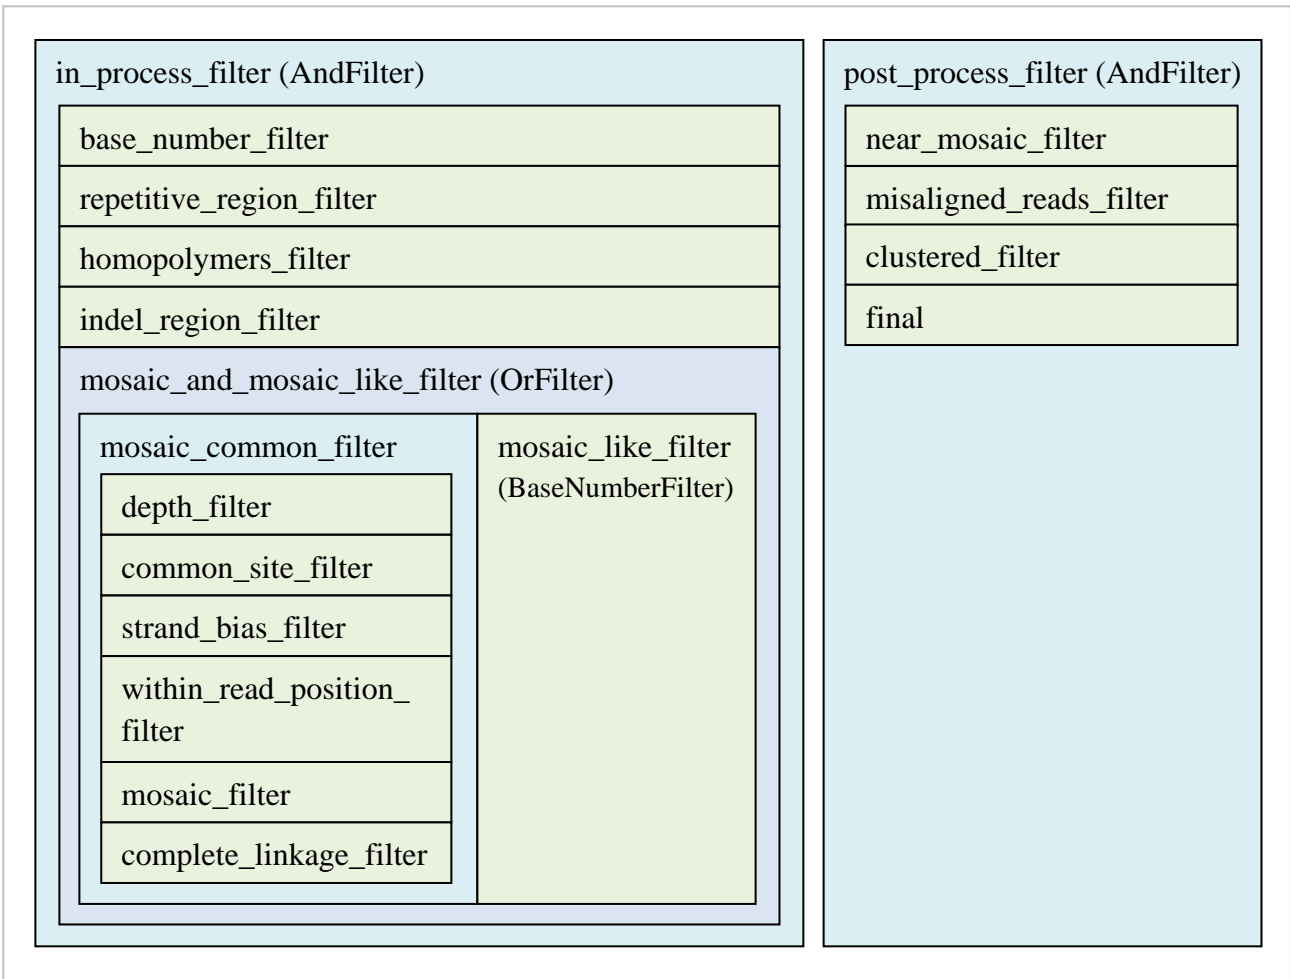 in_process_filter (AndFilter)
base_number_filter
repetitive_region_filter
homopolymers_filter
indel_region_filter
mosaic_and_mosaic_like_filter (OrFilter)
mosaic_common_filter
depth_filter
common_site_filter
strand_bias_filter
within_read_position_
filter
mosaic_filter
complete_linkage_filter
mosaic_like_filter
(BaseNumberFilter)
post_process_filter (AndFilter)
near_mosaic_filter
misaligned_reads_filter
clustered_filter
final